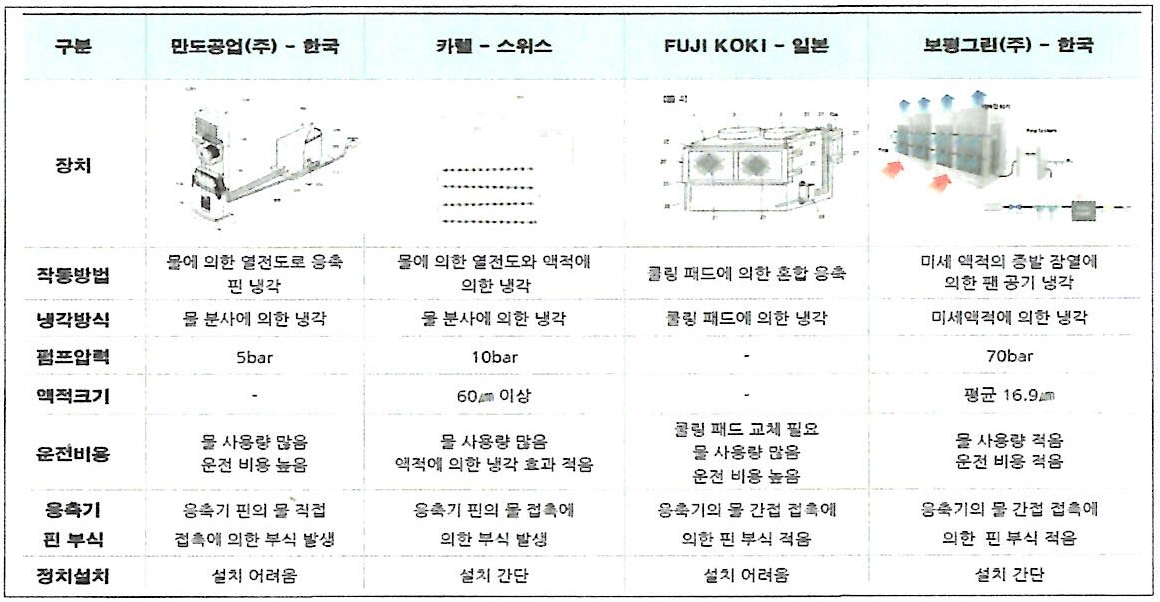 구분 만도공업(주) - 한국 카렐 - 스위스 FUJI KOKI - 일본 보평그린(주) - 한국
장치
작동방법 물에 의한 열전도로 응축 핀 냉각 물에 의한 열전도와 액적에 의한 냉각 쿨링 패드에 의한 혼합 응축 미세 액적의 증발 잠열에 의한 팬 공기 냉각
냉각방식 물 분사에 의한 냉각 물 분사에 의한 냉각 쿨링 패드에 의한 냉각 미세액적에 의한 냉각
펌프압력 5bar 10bar - 70bar
액적크기 - 60㎛ 이상 - 평균 16.9㎛
운전비용 물 사용량 많음 운전 비용 높음 물 사용량 많음 액적에 의한 냉각 효과 적음 쿨링 패드 교체 필요 물 사용량 많음 운전 비용 높음 물 사용량 적음 운전 비용 적음
응축기 응축기 핀의 물 직접 응축기 핀의 물 접촉에 응축기의 물 간접 접촉에 응축기의 물 간접 접촉에
핀 부식 접촉에 의한 부식 발생 의한 부식 발생 의한 핀 부식 적음 의한 핀 부식 적음
정치설치 설치 어려움 설치 간단 설치 어려움 설치 간단